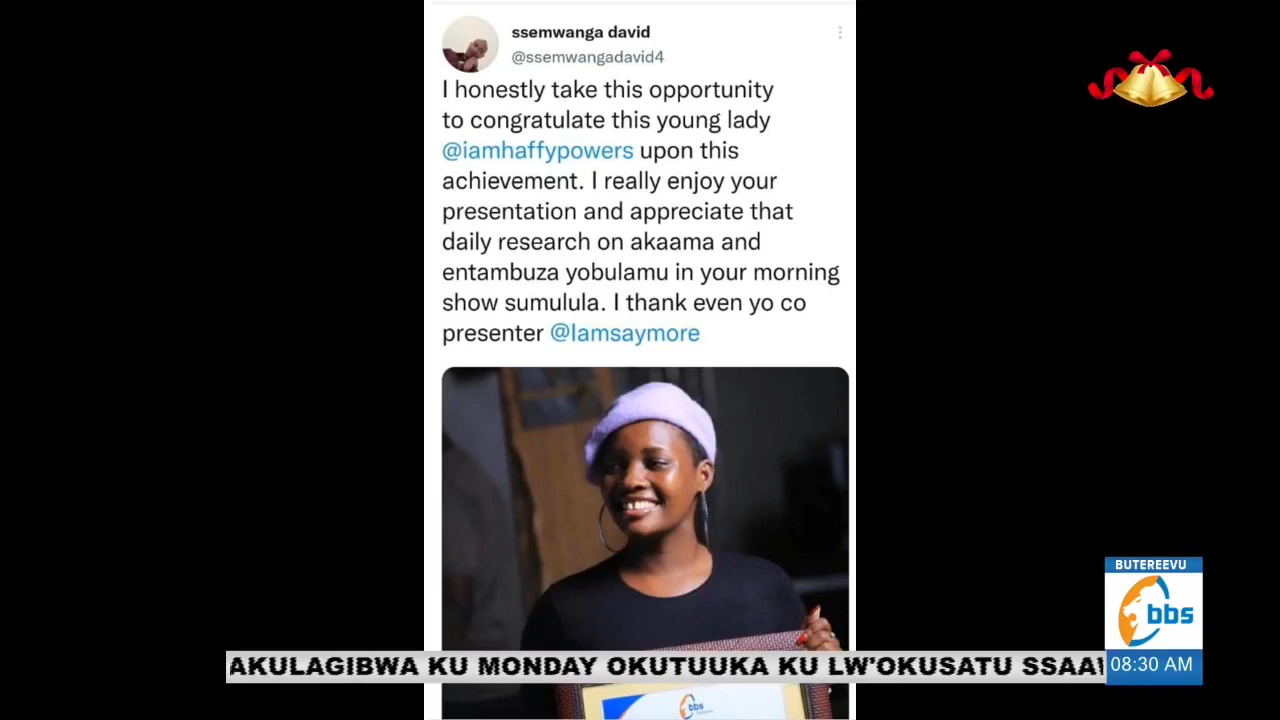 ssemwanga david
@ssemwangadavid4
I honestly take this opportunity
to congratulate this young lady
@iamhaffypowers upon this
achievement. I really enjoy your
presentation and appreciate that
daily research on akaama and
entambuza yobulamu in your morning
show sumulula. I thank even yo co
presenter @Iamsaymore
BUTEREEVU
bbs
08:30 AM
AKULAGIBWA KU MONDAY OKUTUUKA KU LW'OKUSATU
bbs